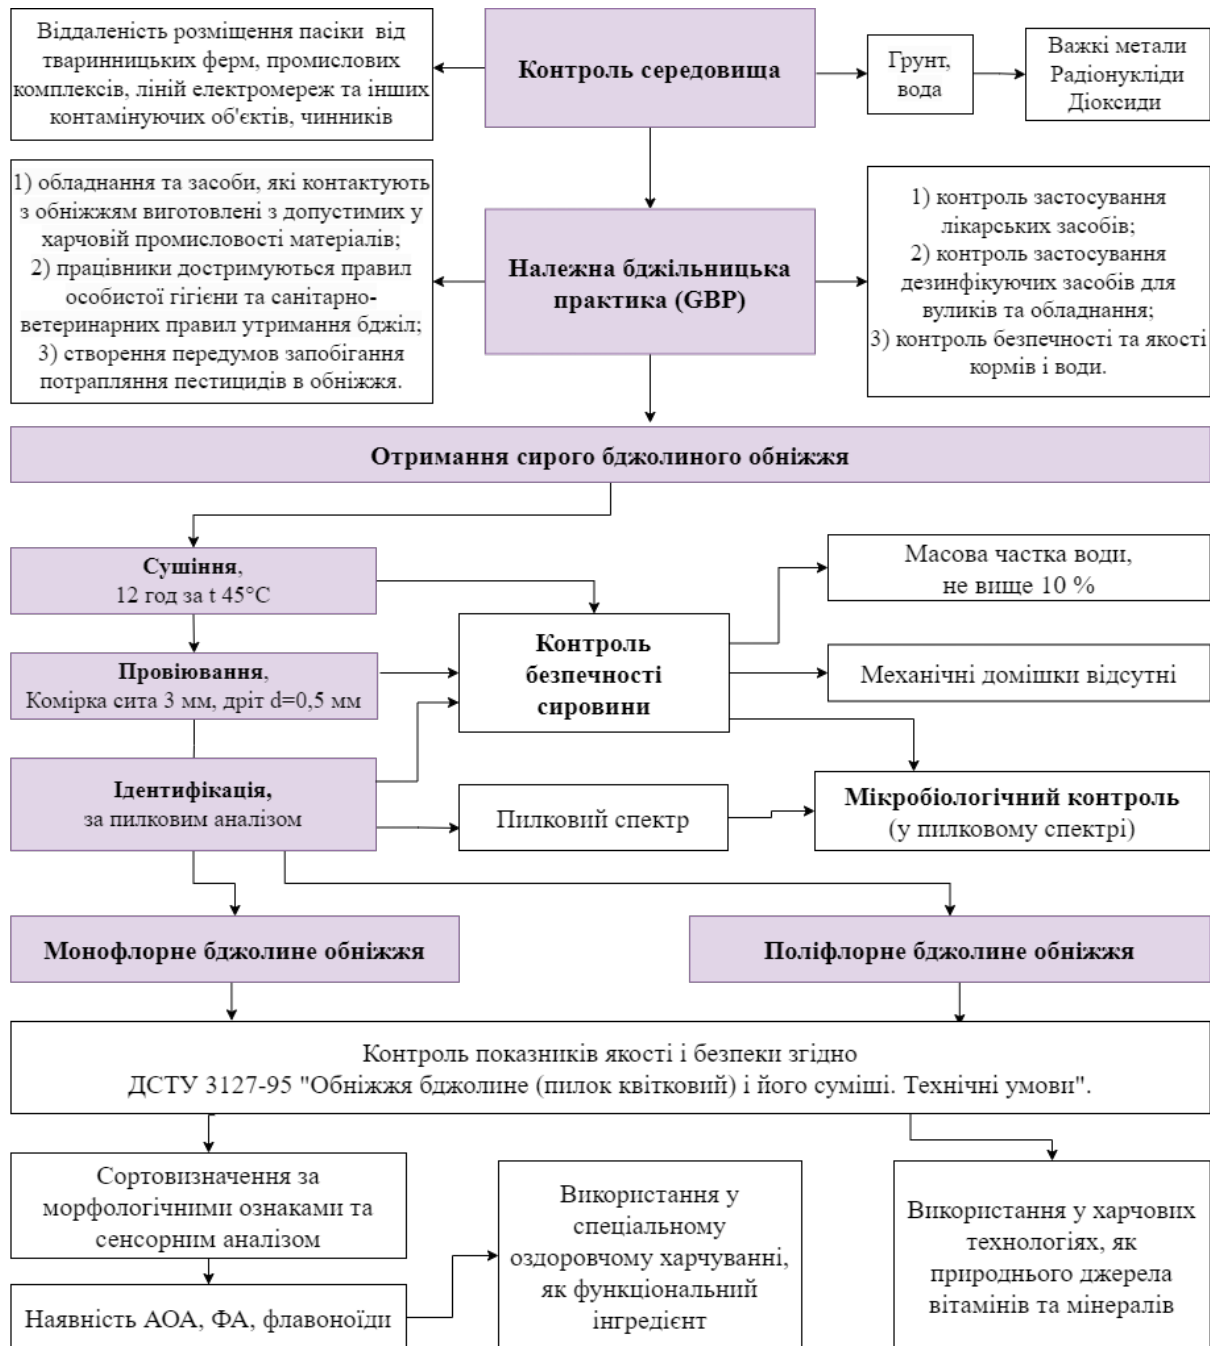 Віддаленість розміщення пасіки від
тваринницьких ферм, промислових
комплексів, ліній електромереж та інших
контамінуючих об'єктів, чинників
Контроль середовища
Грунт,
вода
Важкі метали
Радіонукліди
Діоксиди
1) обладнання та засоби, які контактують
з обніжжям виготовлені з допустимих у
харчовій промисловості матеріалів;
2) працівники достримуються правил
особистої гігієни та санітарно-
ветеринарних правил утримання бджіл;
3) створення передумов запобігання
потрапляння пестицидів в обніжжя.
Належна бджільницька
практика (GBP)
1) контроль застосування
лікарських засобів;
2) контроль застосування
дезинфікуючих засобів для
вуликів та обладнання;
3) контроль безпечності та якості
кормів і води.
Отримання сирого бджолиного обніжжя
Сушіння,
12 год за t 45°C
Провіювання,
Комірка сита 3 мм, дріт d=0,5 мм
Ідентифікація,
за пилковим аналізом
Контроль
безпечності
сировини
Масова частка води,
не вище 10 %
Механічні домішки відсутні
Пилковий спектр
Мікробіологічний контроль
(у пилковому спектрі)
Монофлорне бджолине обніжжя
Поліфлорне бджолине обніжжя
Контроль показників якості і безпеки згідно
ДСТУ 3127-95 "Обніжжя бджолине (пилок квітковий) і його суміші. Технічні умови".
Сортовизначення за
морфологічними ознаками та
сенсорним аналізом
Наявність АОА, ФА, флавоноїди
Використання у
спеціальному
оздоровчому харчуванні,
як функціональний
інгредієнт
Використання у харчових
технологіях, як
природнього джерела
вітамінів та мінералів